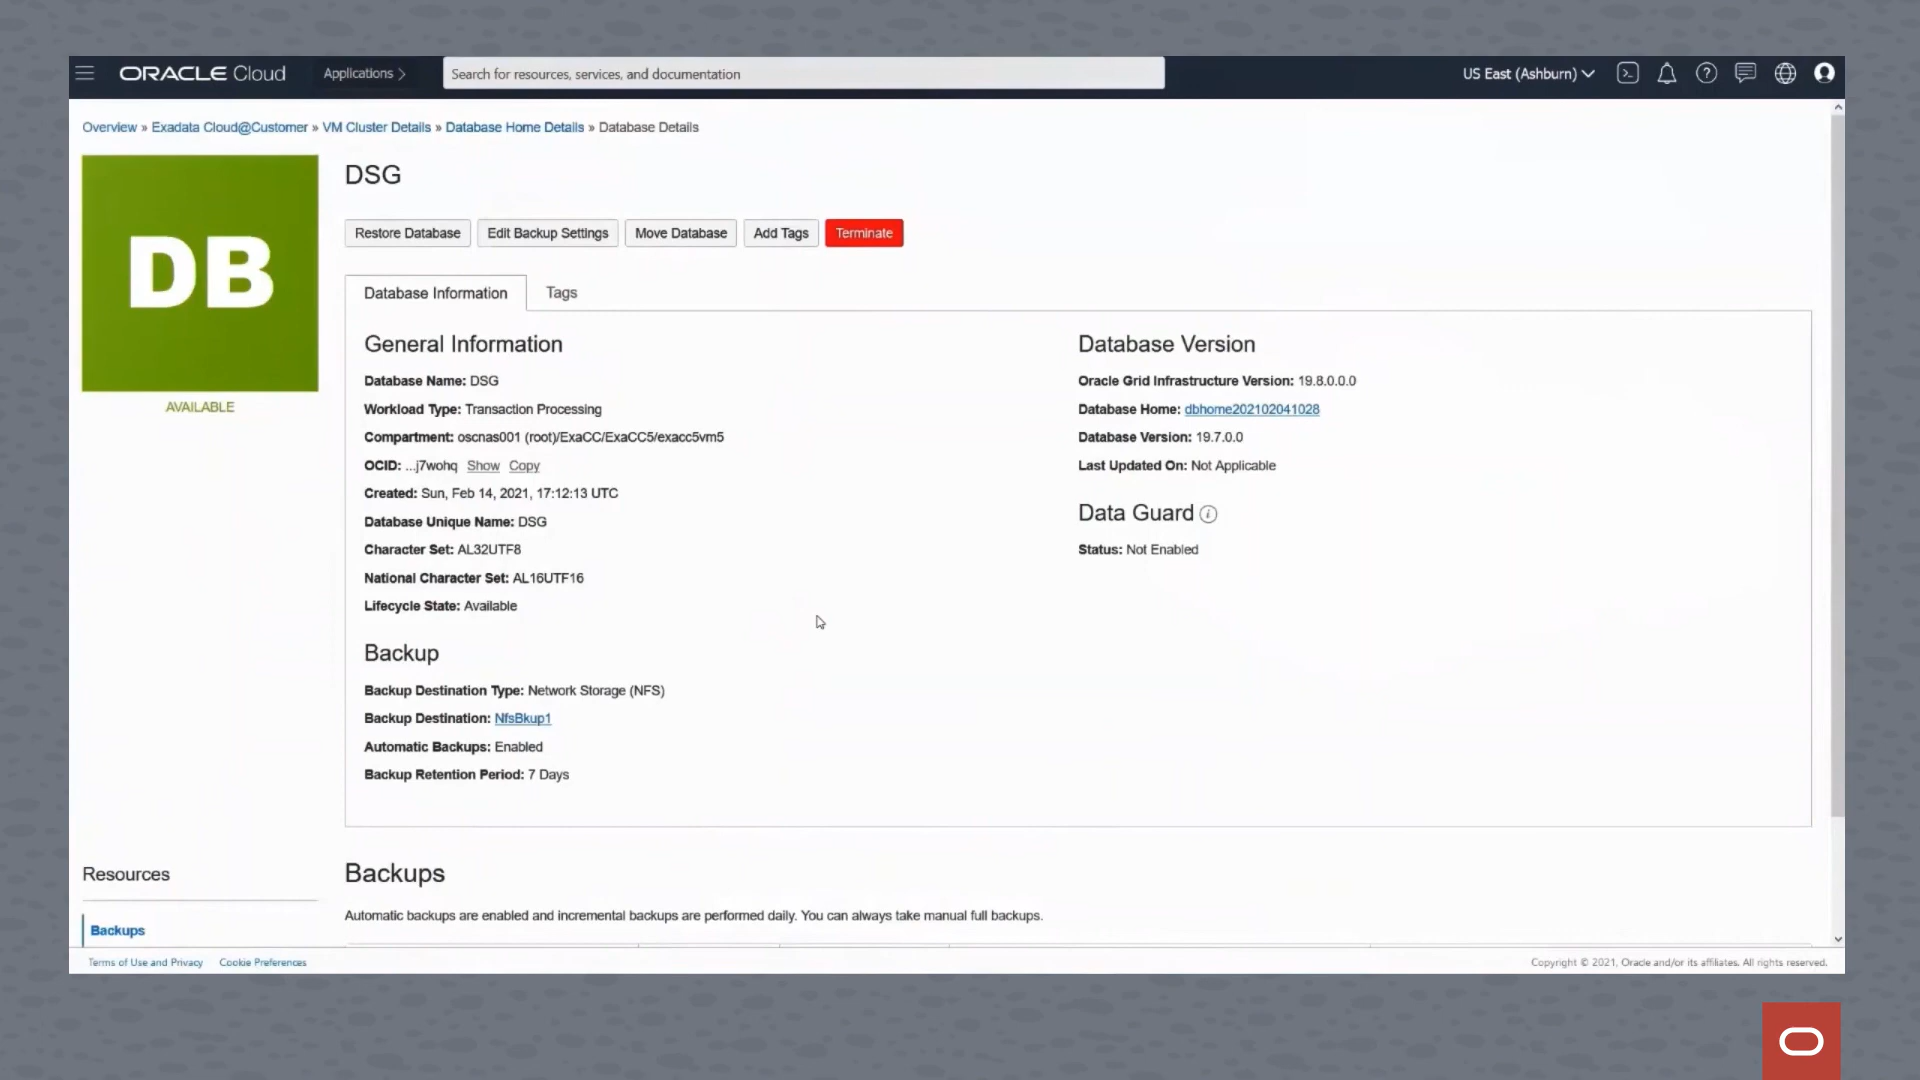 ORACLE Cloud
Applications
Search for resources, services, and documentation
US East (Ashburn)
Overview » Exadata Cloud@Customer » VM Cluster Details » Database Home Details » Database Details
DB
AVAILABLE
DSG
Restore Database
Edit Backup Settings
Move Database
Add Tags
Terminate
Database Information
Tags
General Information
Database Name: DSG
Workload Type: Transaction Processing
Compartment: oscnas001 (root)/ExaCC/ExaCC5/exacc5vm5
OCID: ...j7wohq Show Copy
Created: Sun, Feb 14, 2021, 17:12:13 UTC
Database Unique Name: DSG
Character Set: AL32UTF8
National Character Set: AL16UTF16
Lifecycle State: Available
Backup
Backup Destination Type: Network Storage (NFS)
Backup Destination: NfsBkup1
Automatic Backups: Enabled
Backup Retention Period: 7 Days
Database Version
Oracle Grid Infrastructure Version: 19.8.0.0.0
Database Home: dbhome202102041028
Database Version: 19.7.0.0
Last Updated On: Not Applicable
Data Guard
Status: Not Enabled
Resources
Backups
Backups
Automatic backups are enabled and incremental backups are performed daily. You can always take manual full backups.
Terms of Use and Privacy
Cookie Preferences
Copyright © 2021, Oracle and/or its affiliates. All rights reserved.